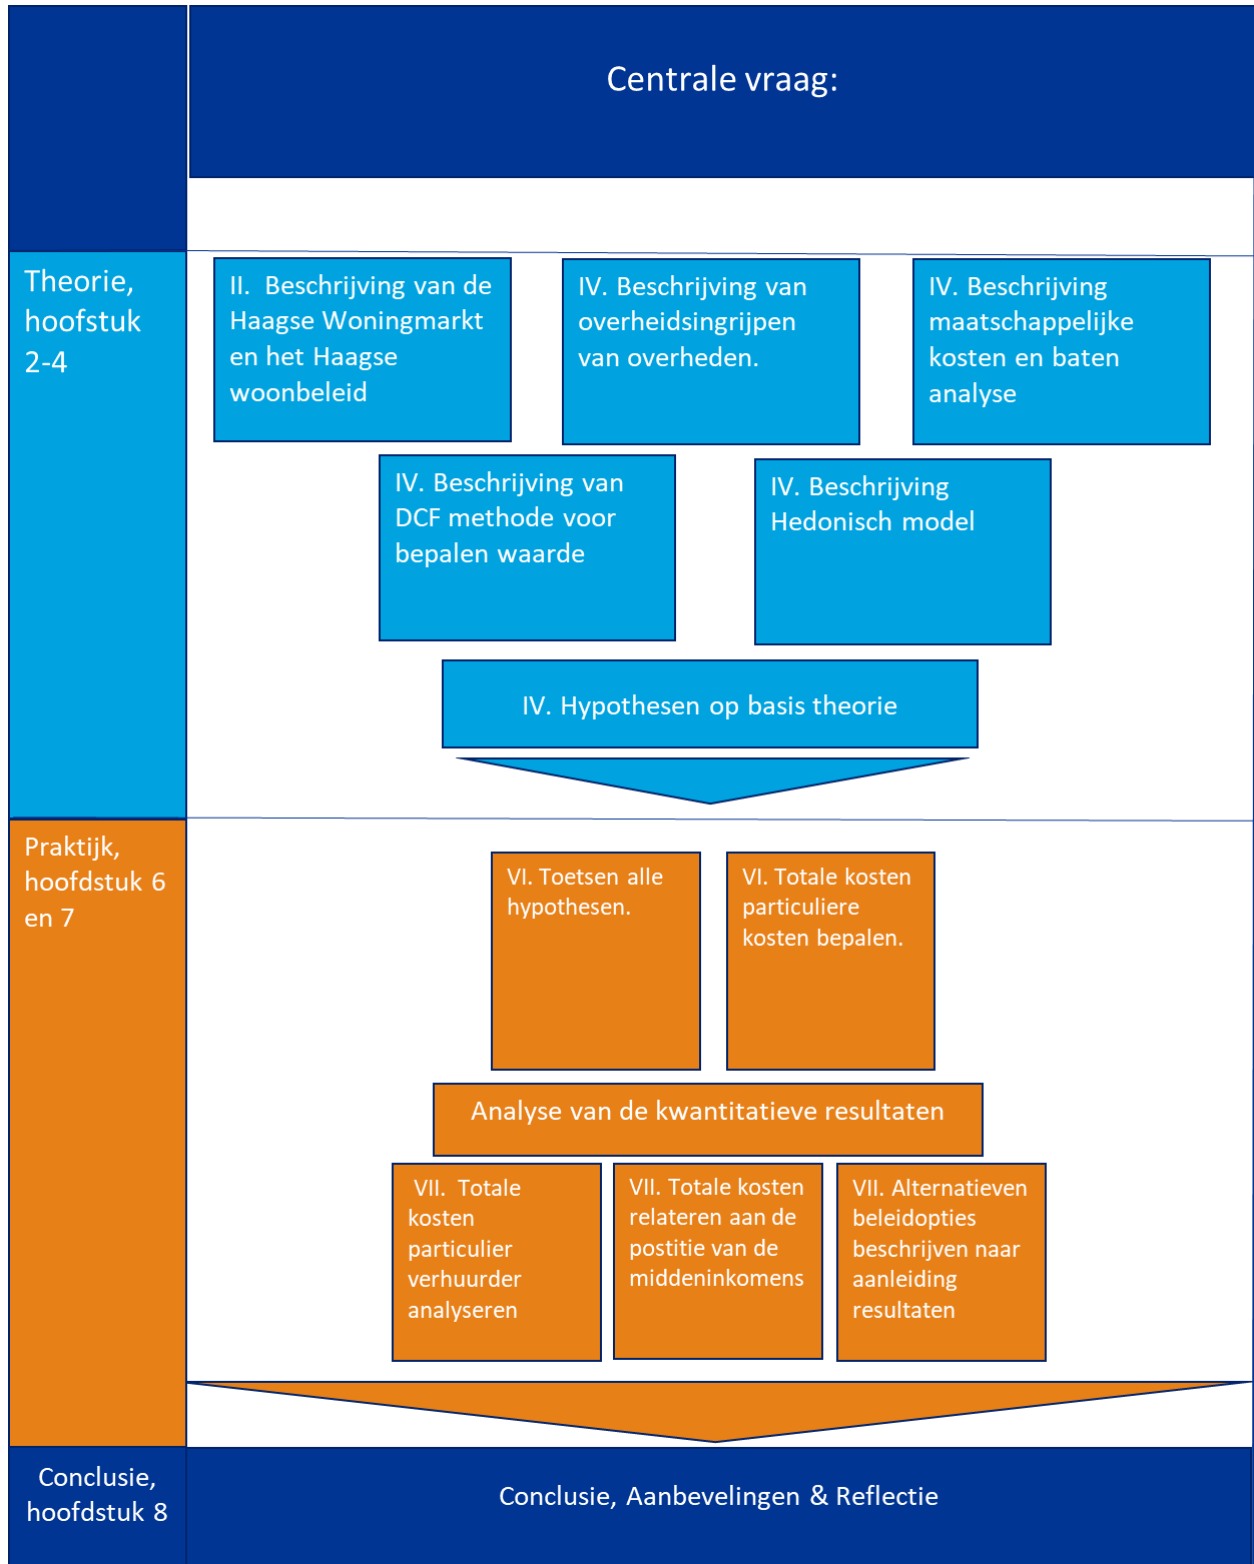 Centrale vraag:
Theorie,
hoofstuk
2-4
II.  Beschrijving van de
Haagse Woningmarkt
en het Haagse
woonbeleid
IV. Beschrijving van
overheidsingrijpen
van overheden.
IV. Beschrijving
maatschappelijke
kosten en baten
analyse
IV. Beschrijving van
DCF methode voor
bepalen waarde
IV. Beschrijving
Hedonisch model
IV. Hypothesen op basis theorie
Praktijk,
hoofdstuk 6
en 7
VI. Toetsen alle
hypothesen.
VI. Totale kosten
particuliere
kosten bepalen.
Analyse van de kwantitatieve resultaten
VII.  Totale
kosten
particulier
verhuurder
analyseren
VII. Totale kosten
relateren aan de
postitie van de
middeninkomens
VII. Alternatieven
beleidopties
beschrijven naar
aanleiding
resultaten
Conclusie,
hoofdstuk 8
Conclusie, Aanbevelingen & Reflectie